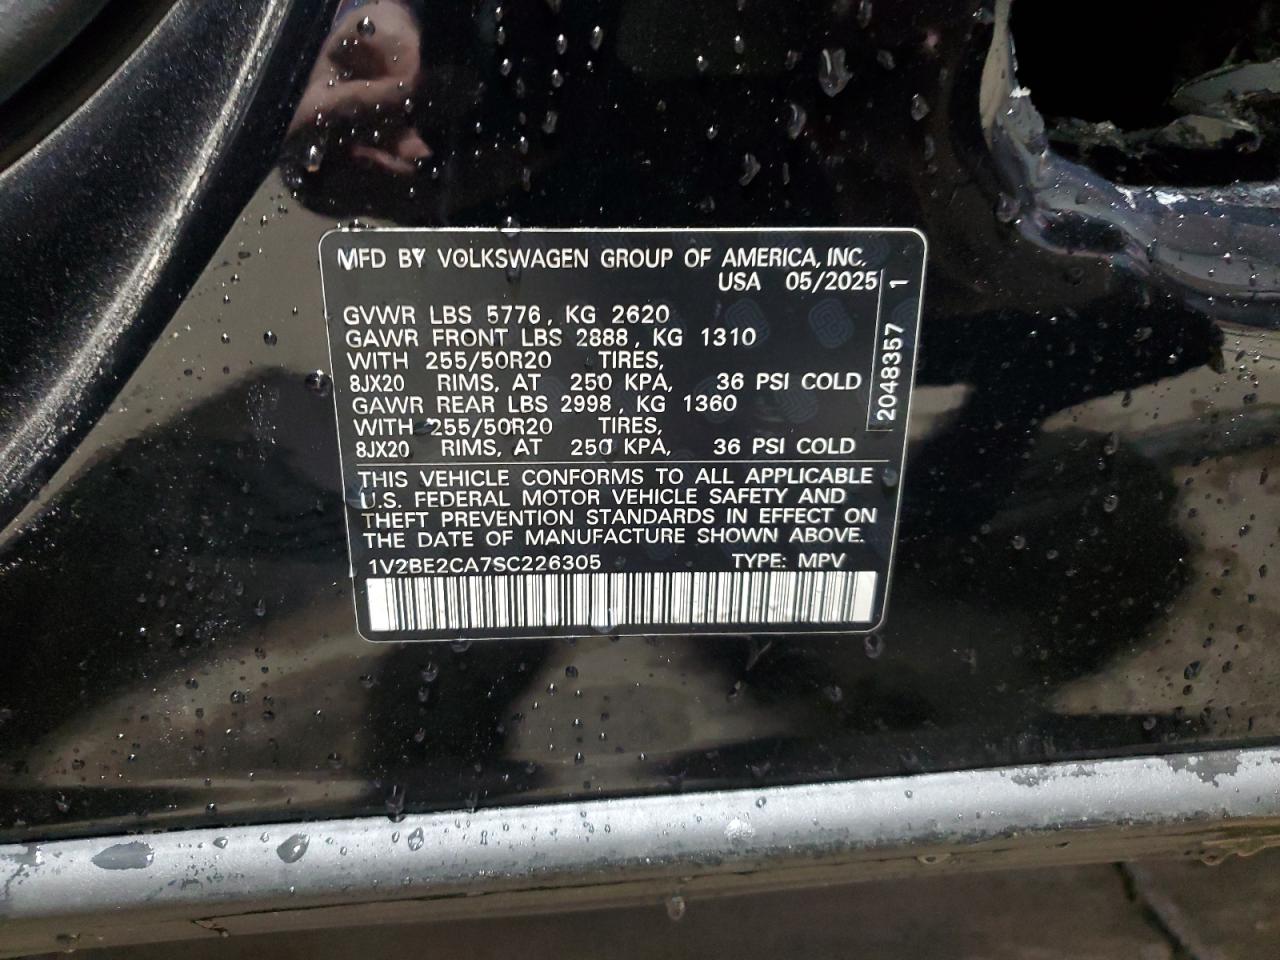 MFD BY VOLKSWAGEN GROUP OF AMERICA, INC.
USA 05/2025
GVWR LBS 5776, KG 2620
GAWR FRONT LBS 2888, KG 1310
WITH 255/50R20 TIRES,
8JX20 RIMS, AT 250 KPA, 36 PSI COLD
GAWR REAR LBS 2998, KG 1360
WITH 255/50R20 TIRES,
8JX20 RIMS, AT 250 KPA, 36 PSI COLD
2048357 1
THIS VEHICLE CONFORMS TO ALL APPLICABLE
U.S. FEDERAL MOTOR VEHICLE SAFETY AND
THEFT PREVENTION STANDARDS IN EFFECT ON
THE DATE OF MANUFACTURE SHOWN ABOVE.
1V2BE2CA7SC226305 TYPE: MPV